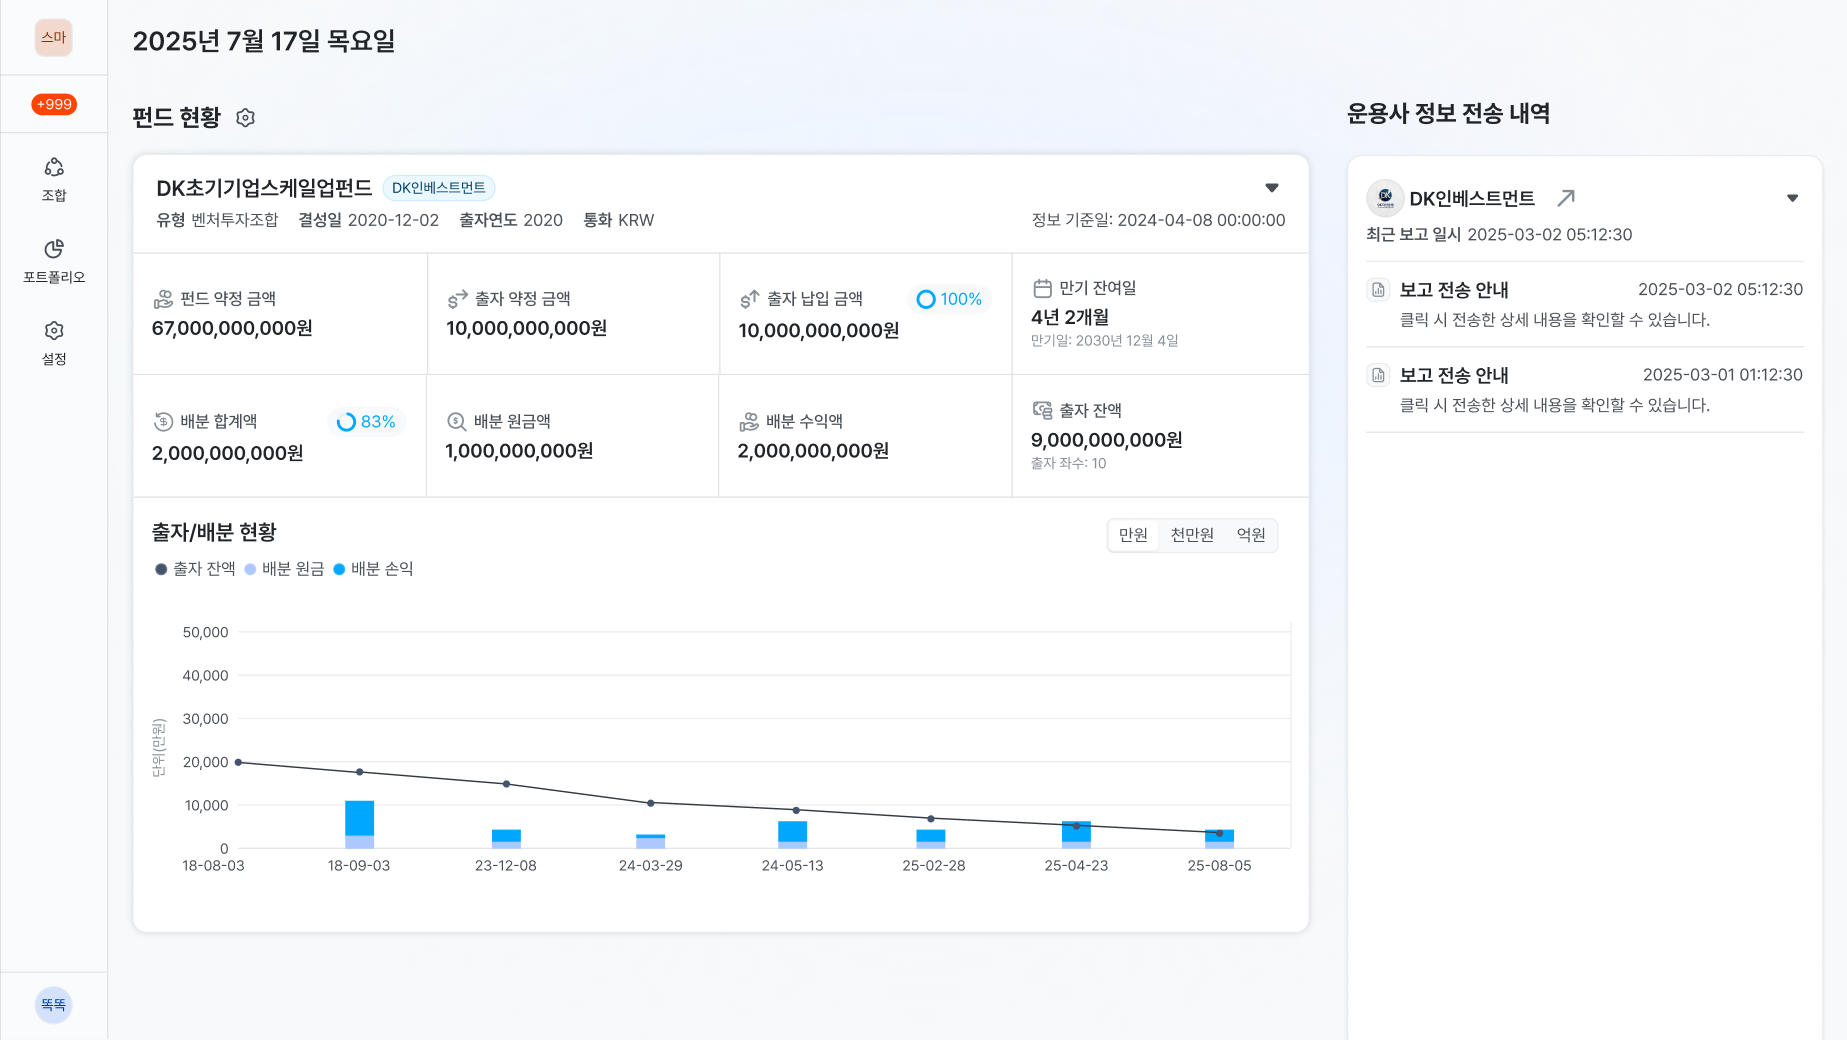 스마
+999
조합
포트폴리오
설정
똑똑
2025년 7월 17일 목요일
펀드 현황
DK초기기업스케일업펀드 DK인베스트먼트
유형 벤처투자조합 결성일 2020-12-02 출자연도 2020 통화 KRW
정보 기준일: 2024-04-08 00:00:00
펀드 약정 금액
67,000,000,000원
출자 약정 금액
10,000,000,000원
출자 납입 금액 100%
10,000,000,000원
만기 잔여일
4년 2개월
만기일: 2030년 12월 4일
배분 합계액 83%
2,000,000,000원
배분 원금액
1,000,000,000원
배분 수익액
2,000,000,000원
출자 잔액
9,000,000,000원
출자 좌수: 10
출자/배분 현황
만원 천만원 억원
출자 잔액 배분 원금 배분 손익
단위(만원)
50,000
40,000
30,000
20,000
10,000
0
18-08-03 18-09-03 23-12-08 24-03-29 24-05-13 25-02-28 25-04-23 25-08-05
운용사 정보 전송 내역
DK인베스트먼트
최근 보고 일시 2025-03-02 05:12:30
보고 전송 안내 2025-03-02 05:12:30
클릭 시 전송한 상세 내용을 확인할 수 있습니다.
보고 전송 안내 2025-03-01 01:12:30
클릭 시 전송한 상세 내용을 확인할 수 있습니다.